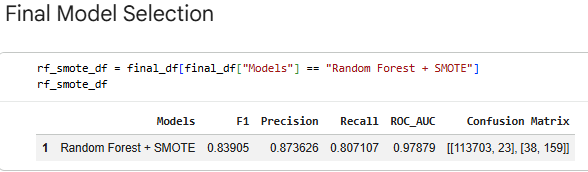 Final Model Selection
rf_smote_df = final_df[final_df["Models"] == "Random Forest + SMOTE"]
rf_smote_df
Models F1 Precision Recall ROC_AUC Confusion Matrix
1 Random Forest + SMOTE 0.83905 0.873626 0.807107 0.97879 [[113703, 23], [38, 159]]